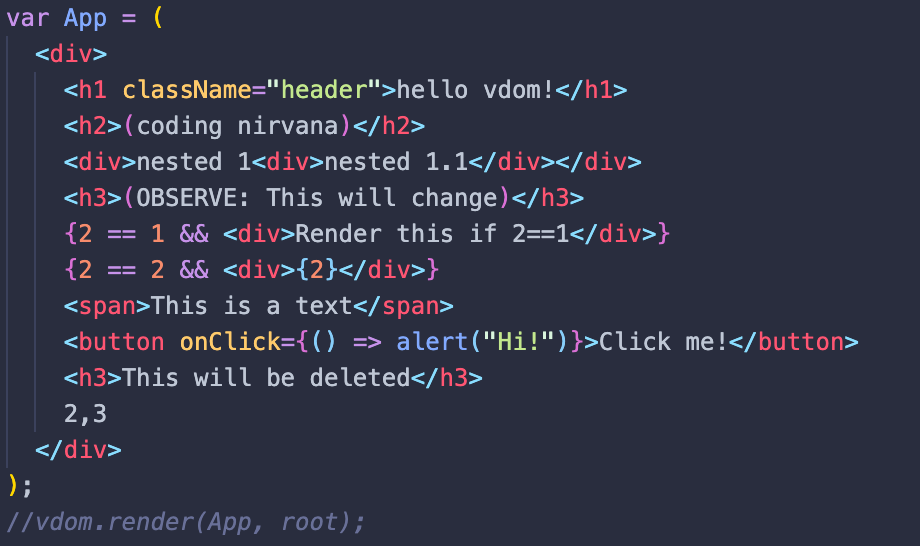 var App = (
  <div>
    <h1 className="header">hello vdom!</h1>
    <h2>(coding nirvana)</h2>
    <div>nested 1<div>nested 1.1</div></div>
    <h3>(OBSERVE: This will change)</h3>
    {2 == 1 && <div>Render this if 2==1</div>}
    {2 == 2 && <div>{2}</div>}
    <span>This is a text</span>
    <button onClick={() => alert("Hi!")}>Click me!</button>
    <h3>This will be deleted</h3>
    2,3
  </div>
);
//vdom.render(App, root);